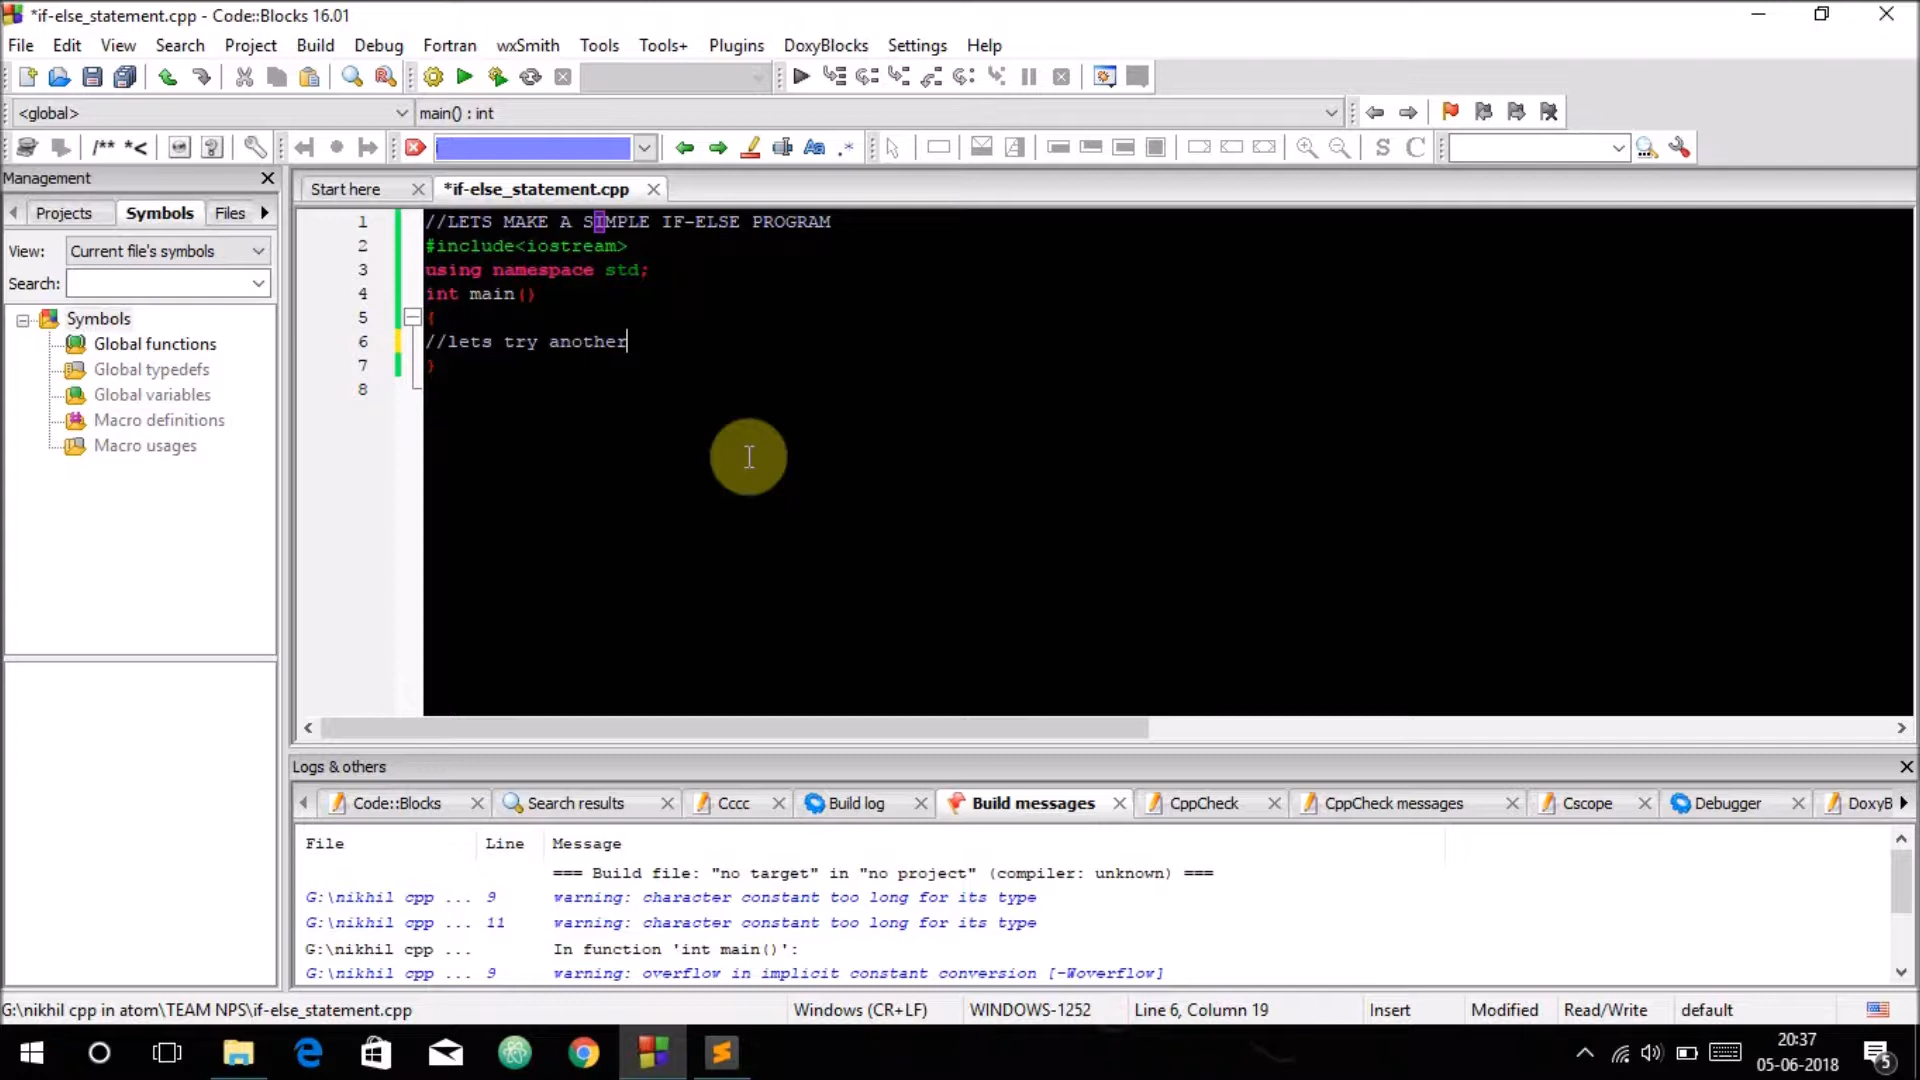 *if-else_statement.cpp - Code::Blocks 16.01
File Edit View Search Project Build Debug Fortran wxSmith Tools Tools+ Plugins DoxyBlocks Settings Help
<global> main() : int
/** *<
Management
Start here *if-else_statement.cpp
Projects Symbols Files
View: Current file's symbols
Search:
Symbols
Global functions
Global typedefs
Global variables
Macro definitions
Macro usages
1 //LETS MAKE A SIMPLE IF-ELSE PROGRAM
2 #include<iostream>
3 using namespace std;
4 int main()
5 {
6 //lets try another
7 }
8
Logs & others
Code::Blocks Search results Cccc Build log Build messages CppCheck CppCheck messages Cscope Debugger DoxyB
File Line Message
=== Build file: "no target" in "no project" (compiler: unknown) ===
G:\nikhil cpp ... 9 warning: character constant too long for its type
G:\nikhil cpp ... 11 warning: character constant too long for its type
G:\nikhil cpp ... In function 'int main()':
G:\nikhil cpp ... 9 warning: overflow in implicit constant conversion [-Woverflow]
G:\nikhil cpp in atom\TEAM NPS\if-else_statement.cpp Windows (CR+LF) WINDOWS-1252 Line 6, Column 19 Insert Modified Read/Write default
20:37
05-06-2018
5